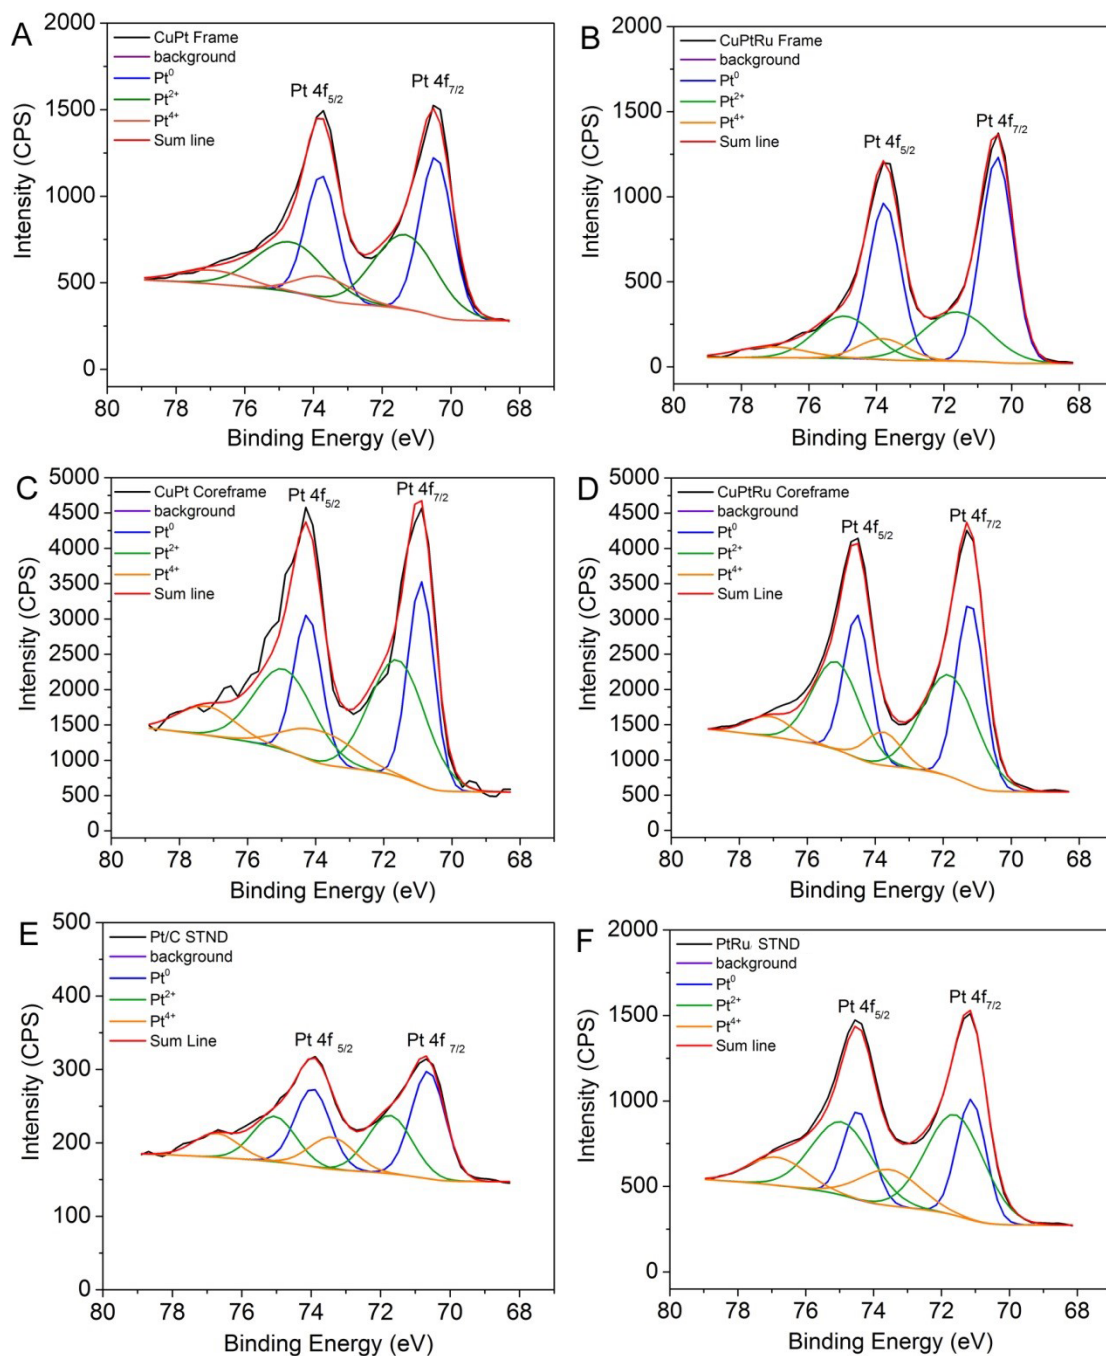 A
2000
1500
1000
500
0
Intensity (CPS)
CuPt Frame
background
Pt⁰
Pt²⁺
Pt⁴⁺
Sum line
Pt 4f₅/₂
Pt 4f₇/₂
80 78 76 74 72 70 68
Binding Energy (eV)
B
2000
1500
1000
500
0
Intensity (CPS)
CuPtRu Frame
background
Pt⁰
Pt²⁺
Pt⁴⁺
Sum line
Pt 4f₅/₂
Pt 4f₇/₂
80 78 76 74 72 70 68
Binding Energy (eV)
C
5000
4500
4000
3500
3000
2500
2000
1500
1000
500
0
Intensity (CPS)
CuPt Coreframe
background
Pt⁰
Pt²⁺
Pt⁴⁺
Sum line
Pt 4f₅/₂
Pt 4f₇/₂
80 78 76 74 72 70 68
Binding Energy (eV)
D
5000
4500
4000
3500
3000
2500
2000
1500
1000
500
0
Intensity (CPS)
CuPtRu Coreframe
background
Pt⁰
Pt²⁺
Pt⁴⁺
Sum Line
Pt 4f₅/₂
Pt 4f₇/₂
80 78 76 74 72 70 68
Binding Energy (eV)
E
500
400
300
200
100
0
Intensity (CPS)
Pt/C STND
background
Pt⁰
Pt²⁺
Pt⁴⁺
Sum Line
Pt 4f ₅/₂
Pt 4f ₇/₂
80 78 76 74 72 70 68
Binding Energy (eV)
F
2000
1500
1000
500
0
Intensity (CPS)
PtRu STND
background
Pt⁰
Pt²⁺
Pt⁴⁺
Sum line
Pt 4f₅/₂
Pt 4f₇/₂
80 78 76 74 72 70 68
Binding Energy (eV)